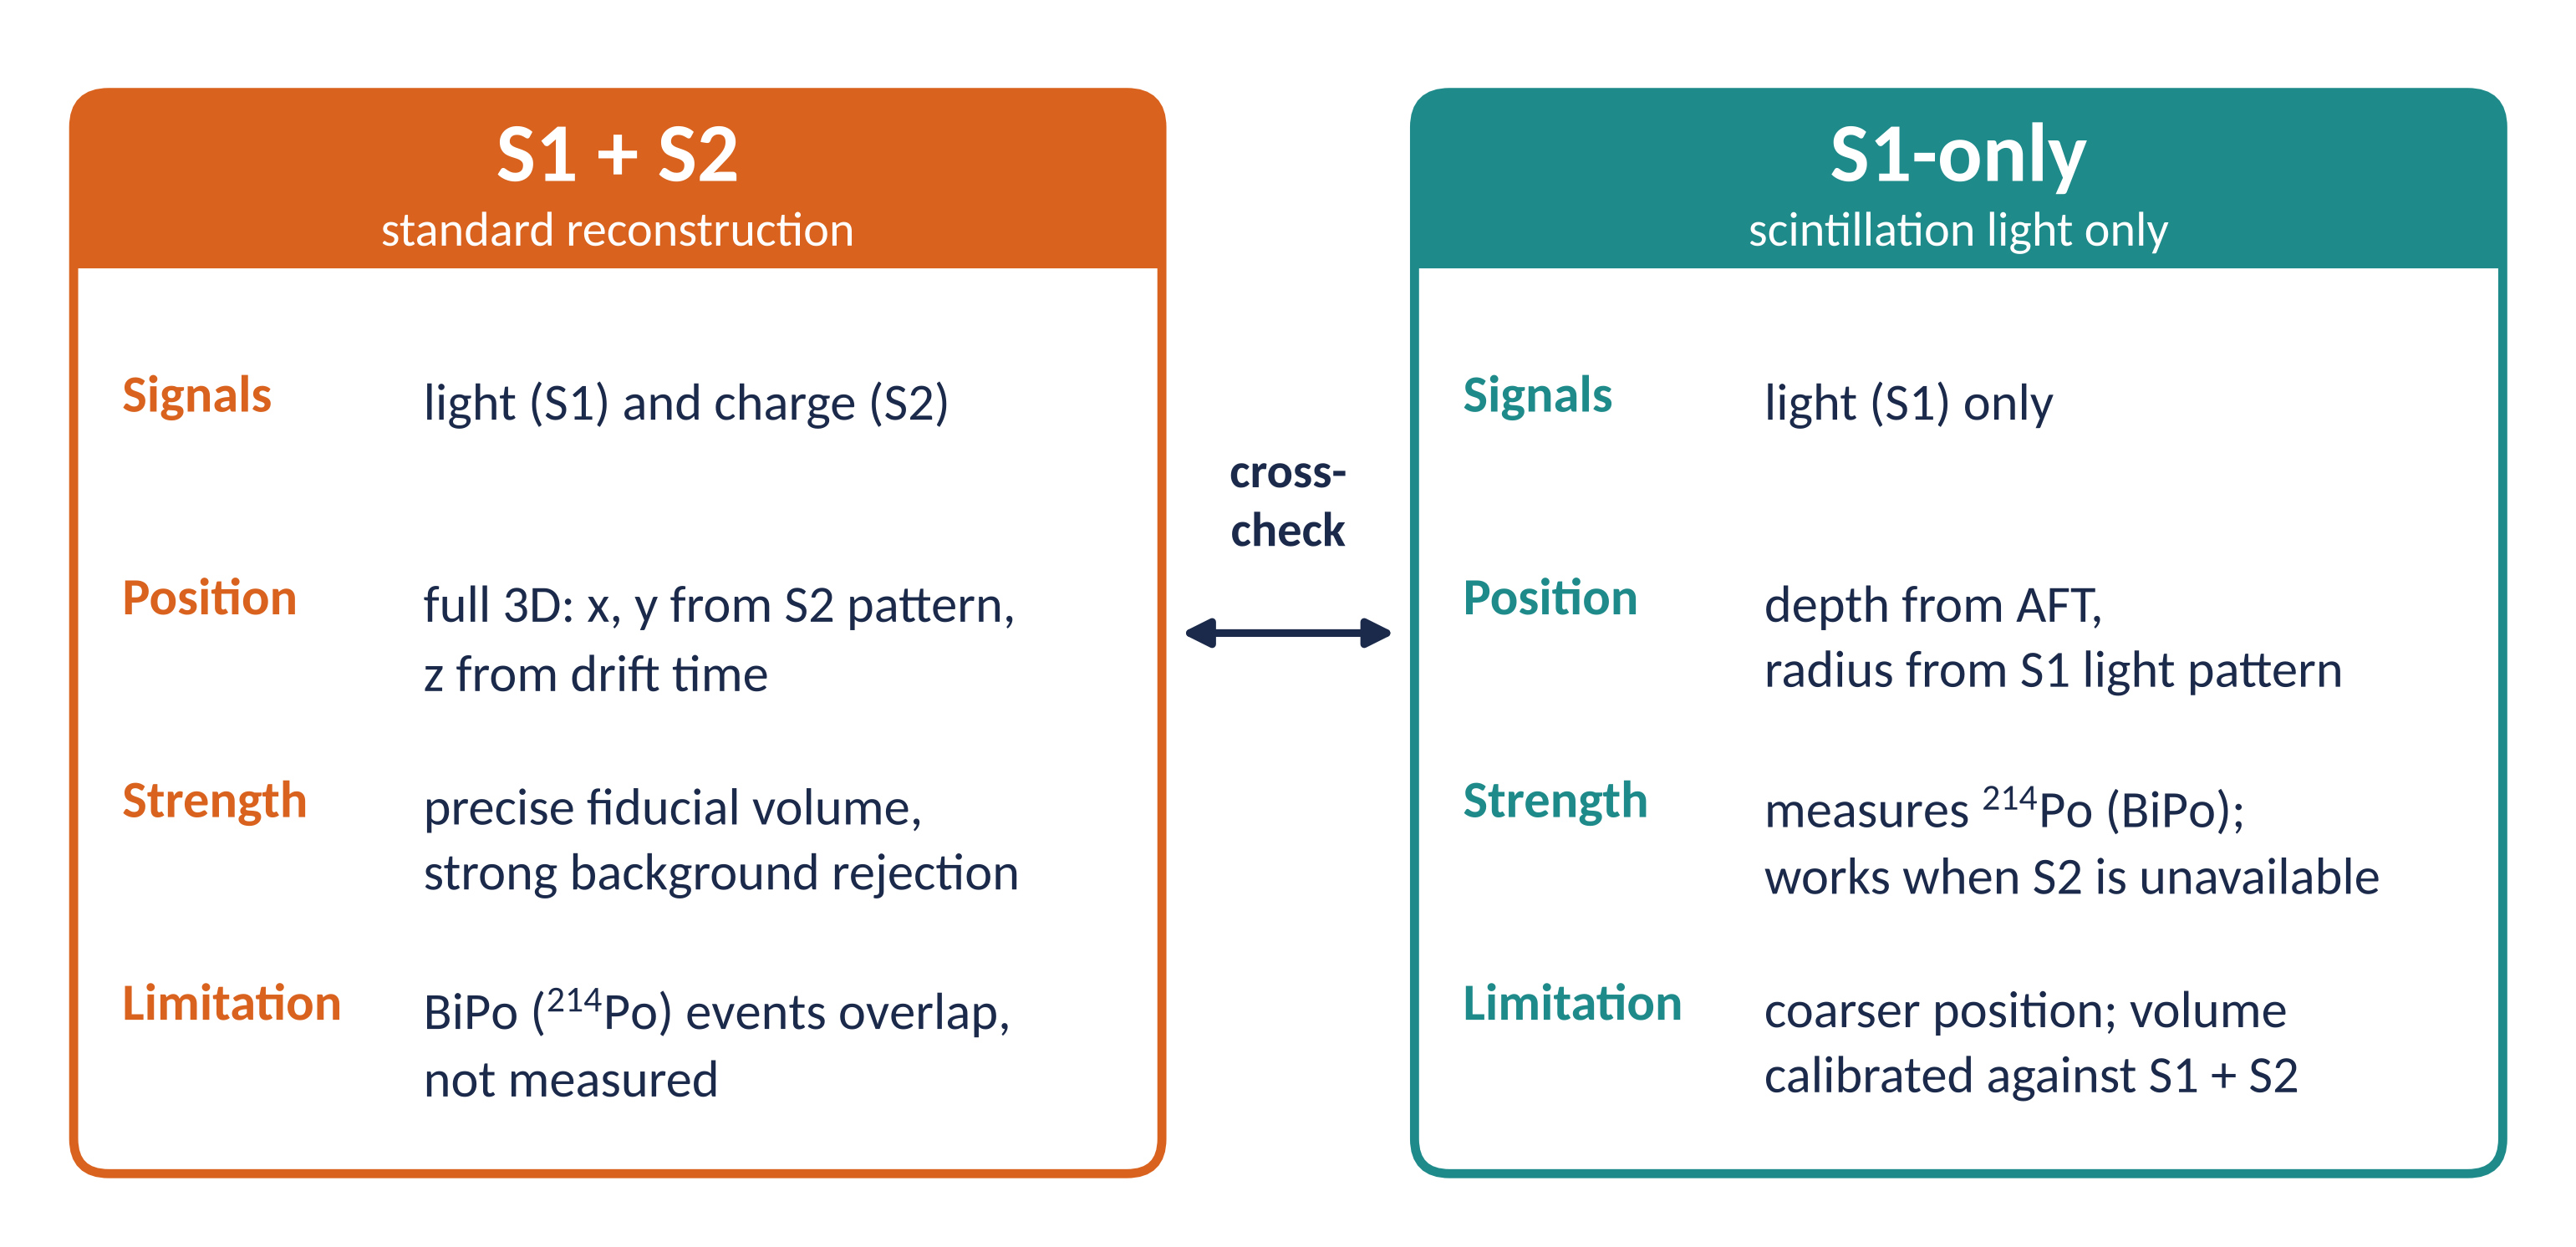 S1 + S2
standard reconstruction
Signals
light (S1) and charge (S2)
Position
full 3D: x, y from S2 pattern,
z from drift time
Strength
precise fiducial volume,
strong background rejection
Limitation
BiPo (²¹⁴Po) events overlap,
not measured
cross-
check
S1-only
scintillation light only
Signals
light (S1) only
Position
depth from AFT,
radius from S1 light pattern
Strength
measures ²¹⁴Po (BiPo);
works when S2 is unavailable
Limitation
coarser position; volume
calibrated against S1 + S2